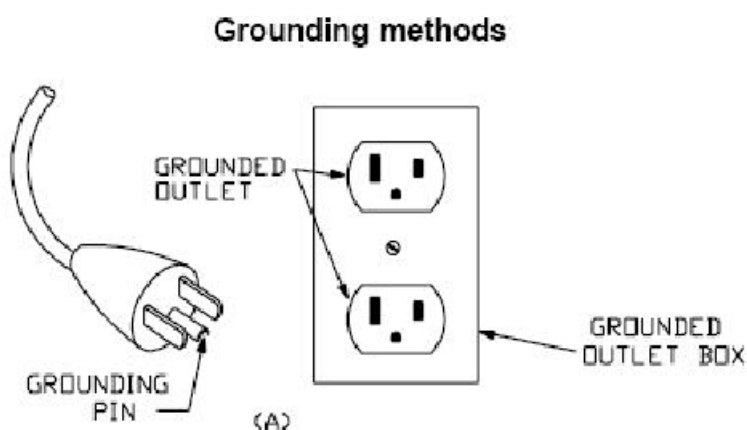 Grounding methods
GROUNDED
OUTLET
GROUNDED
OUTLET BOX
GROUNDING
PIN
(A)